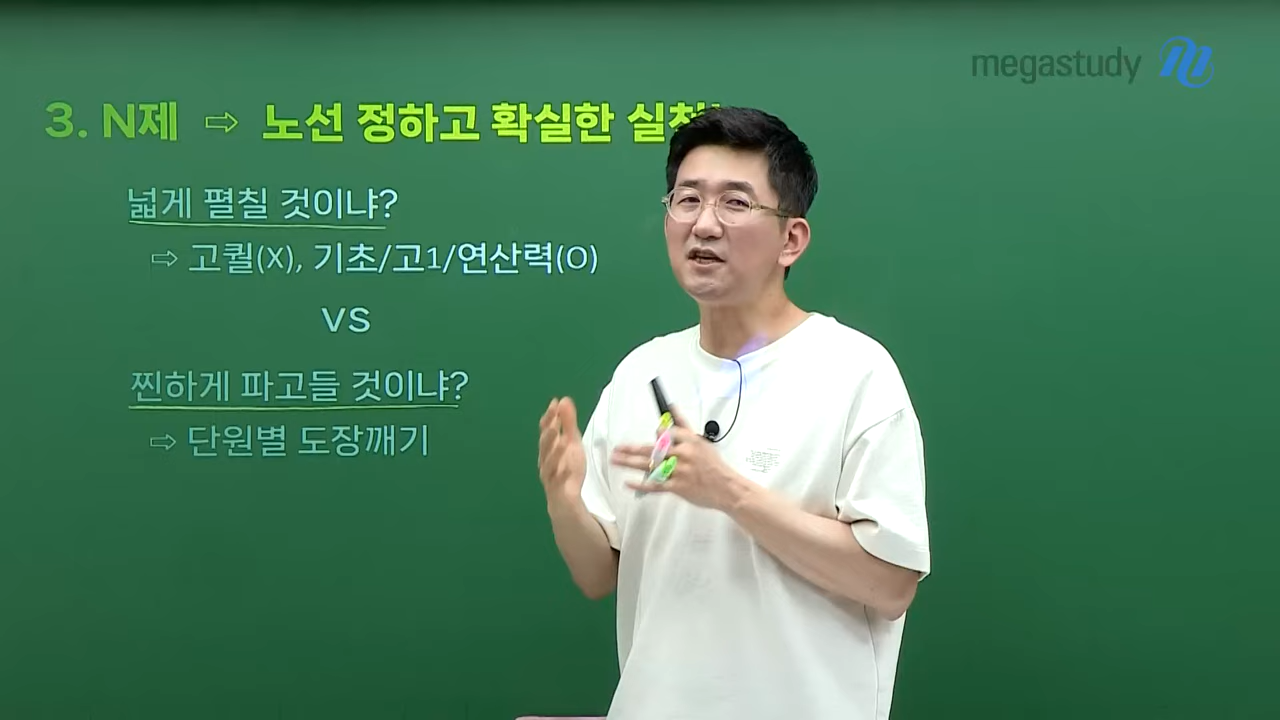 megastudy
3. N제 ⇨ 노선 정하고 확실한
넓게 펼칠 것이냐?
⇨ 고퀄(X), 기초/고1/연산력(O)
VS
찐하게 파고들 것이냐?
⇨ 단원별 도장깨기